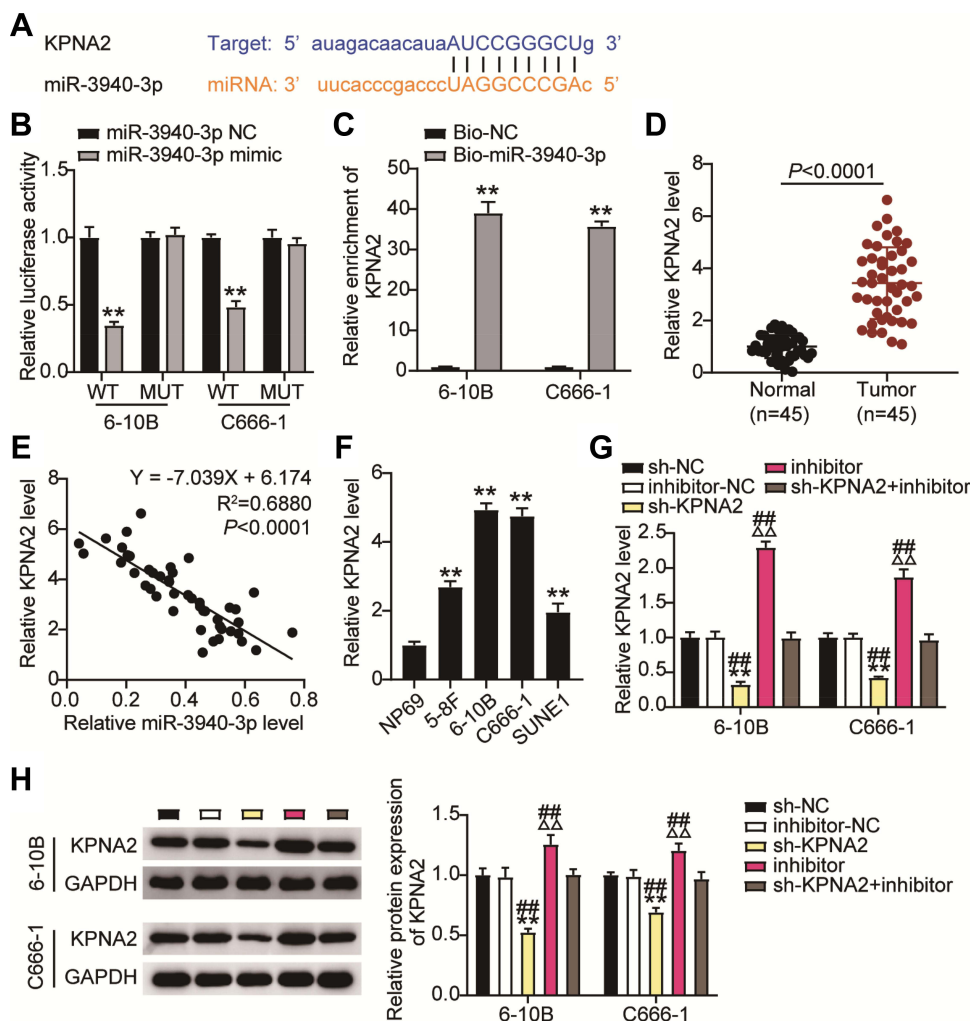 A
KPNA2 Target: 5’ auagacaacauaAUCCGGGCUg 3’
miR-3940-3p miRNA: 3’ uucacccgacccUAGGCCCGAc 5’
B
miR-3940-3p NC
miR-3940-3p mimic
Relative luciferase activity
1.5
1.0
0.5
0.0
** **
WT MUT WT MUT
6-10B C666-1
C
Bio-NC
Bio-miR-3940-3p
Relative enrichment of
KPNA2
50
40
30
20
10
0
** **
6-10B C666-1
D
Relative KPNA2 level
8
6
4
2
0
P<0.0001
Normal Tumor
(n=45) (n=45)
E
Relative KPNA2 level
8
6
4
2
0
Y = -7.039X + 6.174
R²=0.6880
P<0.0001
0.0 0.2 0.4 0.6 0.8
Relative miR-3940-3p level
F
Relative KPNA2 level
6
4
2
0
** ** ** **
NP69 5-8F 6-10B C666-1 SUNE1
G
sh-NC inhibitor
inhibitor-NC sh-KPNA2+inhibitor
sh-KPNA2
Relative KPNA2 level
2.5
2.0
1.5
1.0
0.5
0.0
## ##
△△ △△
## ##
** **
6-10B C666-1
H
6-10B
KPNA2
GAPDH
C666-1
KPNA2
GAPDH
Relative protein expression
of KPNA2
1.5
1.0
0.5
0.0
## ##
△△ △△
## ##
** **
6-10B C666-1
sh-NC
inhibitor-NC
sh-KPNA2
inhibitor
sh-KPNA2+inhibitor